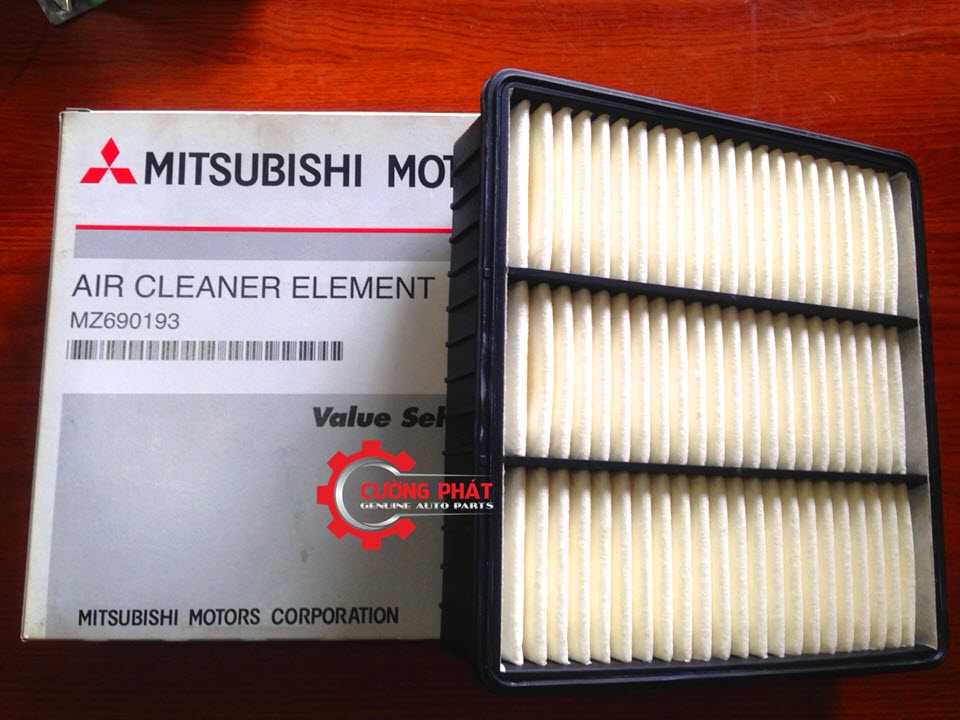 MITSUBISHI MOT
AIR CLEANER ELEMENT
MZ690193
Value Sel
CƯỜNG PHÁT
GENUINE AUTO PARTS
MITSUBISHI MOTORS CORPORATION